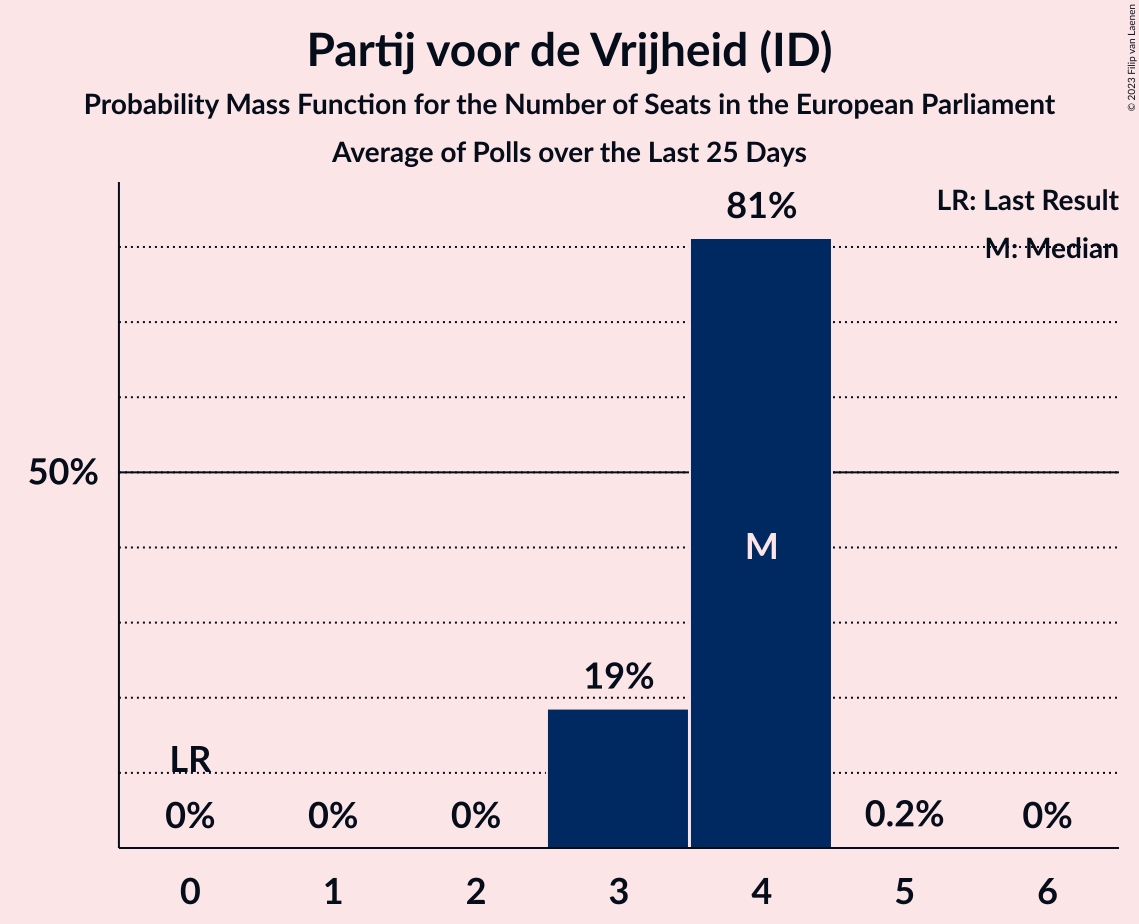 Partij voor de Vrijheid (ID)
Probability Mass Function for the Number of Seats in the European Parliament
Average of Polls over the Last 25 Days
© 2023 Filip van Laenen
LR: Last Result
M: Median
81%
50%
M
19%
LR
0%
0%
0%
0.2%
0%
0
1
2
3
4
5
6